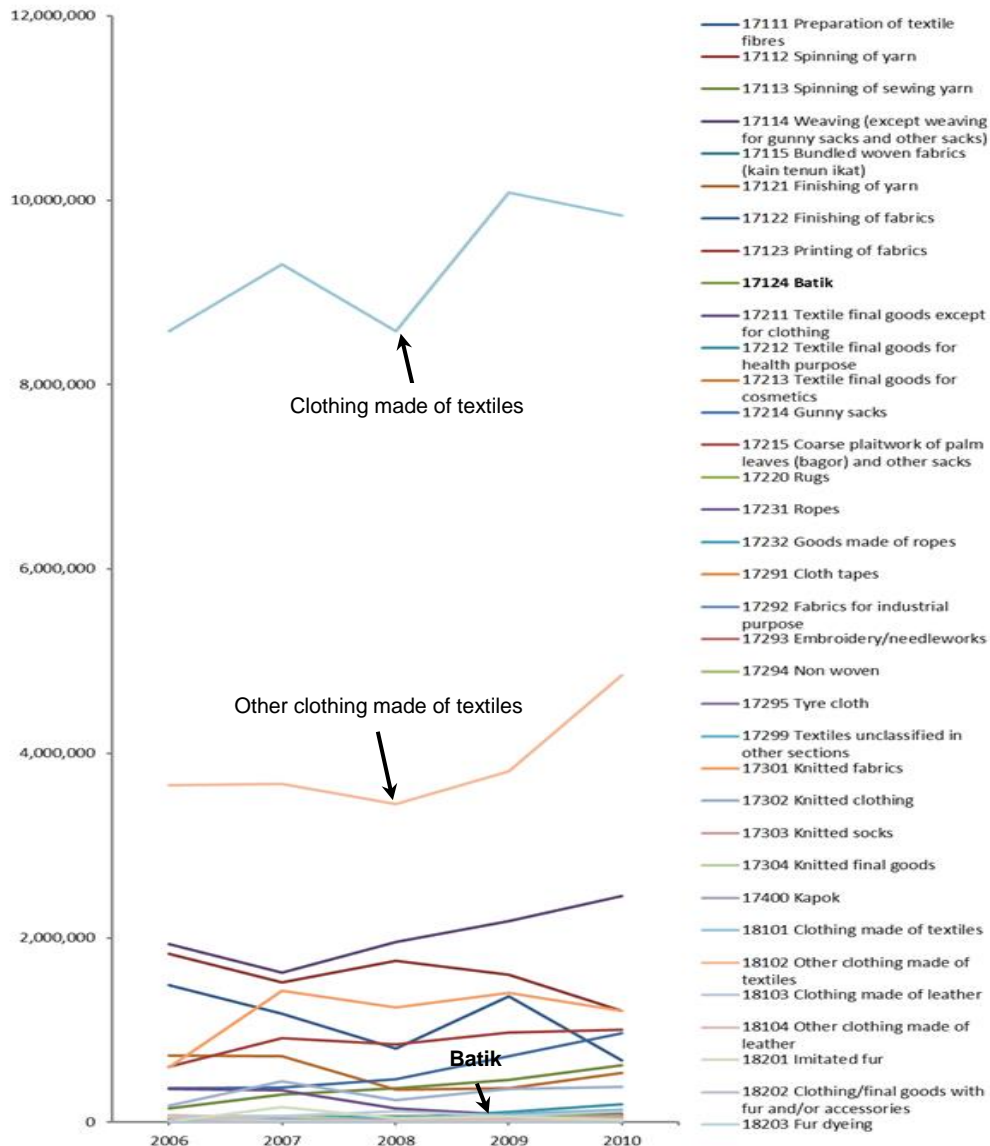 12,000,000
10,000,000
8,000,000
6,000,000
4,000,000
2,000,000
0
2006 2007 2008 2009 2010
Clothing made of textiles
Other clothing made of textiles
Batik
17111 Preparation of textile
fibres
17112 Spinning of yarn
17113 Spinning of sewing yarn
17114 Weaving (except weaving
for gunny sacks and other sacks)
17115 Bundled woven fabrics
(kain tenun ikat)
17121 Finishing of yarn
17122 Finishing of fabrics
17123 Printing of fabrics
17124 Batik
17211 Textile final goods except
for clothing
17212 Textile final goods for
health purpose
17213 Textile final goods for
cosmetics
17214 Gunny sacks
17215 Coarse plaitwork of palm
leaves (bagor) and other sacks
17220 Rugs
17231 Ropes
17232 Goods made of ropes
17291 Cloth tapes
17292 Fabrics for industrial
purpose
17293 Embroidery/needleworks
17294 Non woven
17295 Tyre cloth
17299 Textiles unclassified in
other sections
17301 Knitted fabrics
17302 Knitted clothing
17303 Knitted socks
17304 Knitted final goods
17400 Kapok
18101 Clothing made of textiles
18102 Other clothing made of
textiles
18103 Clothing made of leather
18104 Other clothing made of
leather
18201 Imitated fur
18202 Clothing/final goods with
fur and/or accessories
18203 Fur dyeing